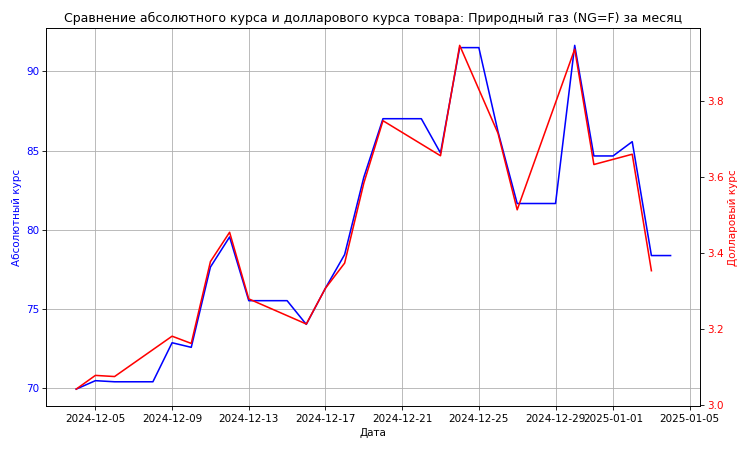 Сравнение абсолютного курса и долларового курса товара: Природный газ (NG=F) за месяц
Абсолютный курс
90
85
80
75
70
Долларовый курс
3.8
3.6
3.4
3.2
3.0
2024-12-05 2024-12-09 2024-12-13 2024-12-17 2024-12-21 2024-12-25 2024-12-29 2025-01-01 2025-01-05
Дата